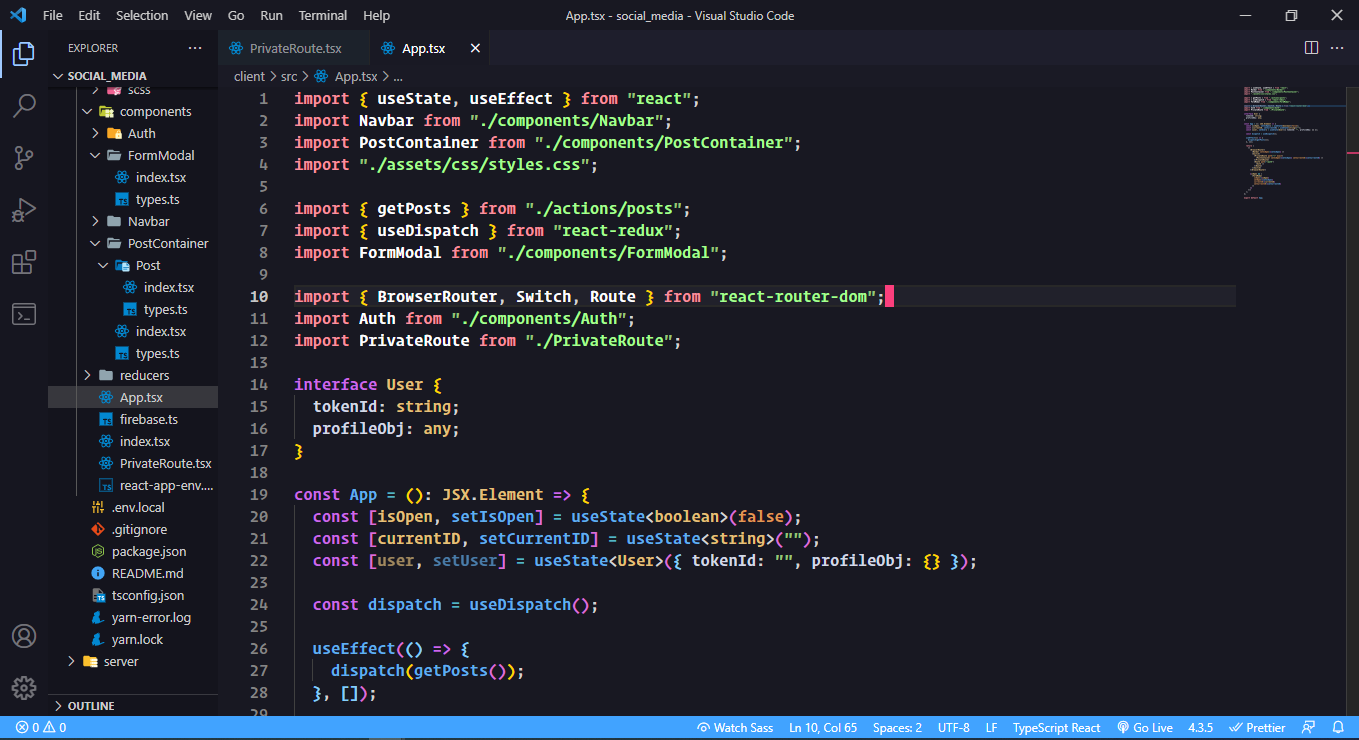 File Edit Selection View Go Run Terminal Help
App.tsx - social_media - Visual Studio Code
EXPLORER
SOCIAL_MEDIA
scss
components
Auth
FormModal
index.tsx
types.ts
Navbar
PostContainer
Post
index.tsx
types.ts
index.tsx
types.ts
reducers
App.tsx
firebase.ts
index.tsx
PrivateRoute.tsx
react-app-env....
.env.local
.gitignore
package.json
README.md
tsconfig.json
yarn-error.log
yarn.lock
server
OUTLINE
PrivateRoute.tsx App.tsx
client > src > App.tsx > ...
1 import { useState, useEffect } from "react";
2 import Navbar from "./components/Navbar";
3 import PostContainer from "./components/PostContainer";
4 import "./assets/css/styles.css";
5
6 import { getPosts } from "./actions/posts";
7 import { useDispatch } from "react-redux";
8 import FormModal from "./components/FormModal";
9
10 import { BrowserRouter, Switch, Route } from "react-router-dom";
11 import Auth from "./components/Auth";
12 import PrivateRoute from "./PrivateRoute";
13
14 interface User {
15 tokenId: string;
16 profileObj: any;
17 }
18
19 const App = (): JSX.Element => {
20 const [isOpen, setIsOpen] = useState<boolean>(false);
21 const [currentID, setCurrentID] = useState<string>("");
22 const [user, setUser] = useState<User>({ tokenId: "", profileObj: {} });
23
24 const dispatch = useDispatch();
25
26 useEffect(() => {
27 dispatch(getPosts());
28 }, []);
29
0 0 Watch Sass Ln 10, Col 65 Spaces: 2 UTF-8 LF TypeScript React Go Live 4.3.5 Prettier